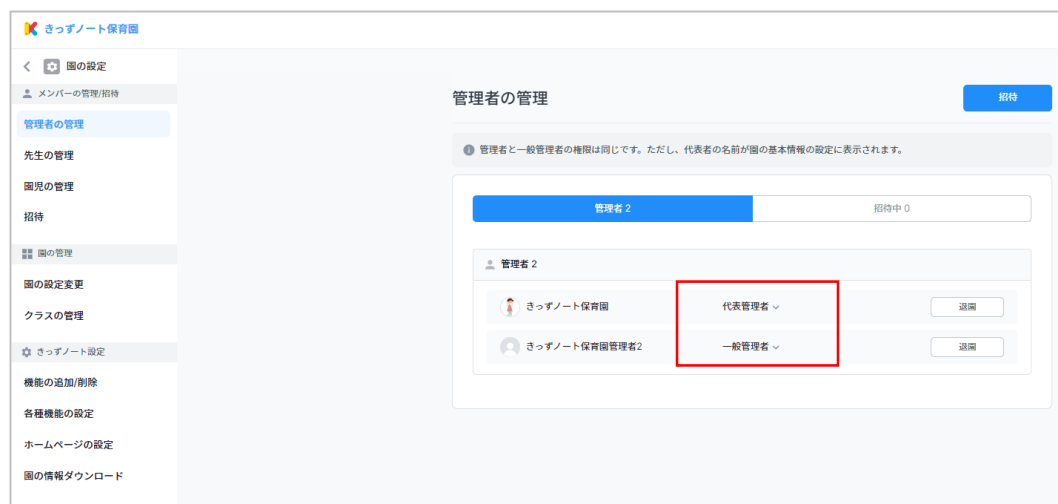 きっずノート保育園
園の設定
メンバーの管理/招待
管理者の管理
先生の管理
園児の管理
招待
園の管理
園の設定変更
クラスの管理
きっずノート設定
機能の追加/削除
各種機能の設定
ホームページの設定
園の情報ダウンロード
管理者の管理
招待
管理者と一般管理者の権限は同じです。ただし、代表者の名前が園の基本情報の設定に表示されます。
管理者 2
招待中 0
管理者 2
きっずノート保育園 代表管理者 退園
きっずノート保育園管理者2 一般管理者 退園